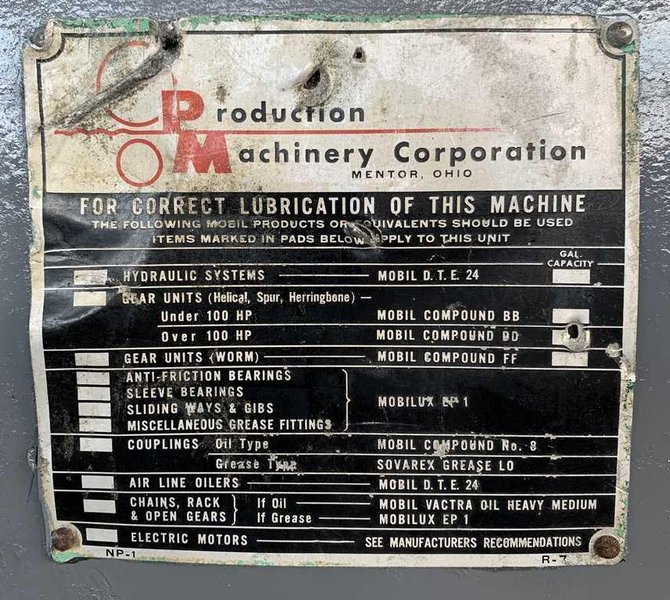 Production
Machinery Corporation
MENTOR, OHIO
FOR CORRECT LUBRICATION OF THIS MACHINE
THE FOLLOWING MOBIL PRODUCTS OR EQUIVALENTS SHOULD BE USED
ITEMS MARKED IN PADS BELOW APPLY TO THIS UNIT
GAL. CAPACITY
HYDRAULIC SYSTEMS — MOBIL D.T.E. 24
GEAR UNITS (Helical, Spur, Herringbone) —
Under 100 HP MOBIL COMPOUND BB
Over 100 HP MOBIL COMPOUND DD
GEAR UNITS (WORM) — MOBIL COMPOUND FF
ANTI-FRICTION BEARINGS
SLEEVE BEARINGS
SLIDING WAYS & GIBS
MISCELLANEOUS GREASE FITTINGS
MOBILUX EP 1
COUPLINGS Oil Type MOBIL COMPOUND No. 8
Grease Type SOVAREX GREASE LO
AIR LINE OILERS — MOBIL D.T.E. 24
CHAINS, RACK & OPEN GEARS
If Oil — MOBIL VACTRA OIL HEAVY MEDIUM
If Grease — MOBILUX EP 1
ELECTRIC MOTORS — SEE MANUFACTURERS RECOMMENDATIONS
NP-1 R-7